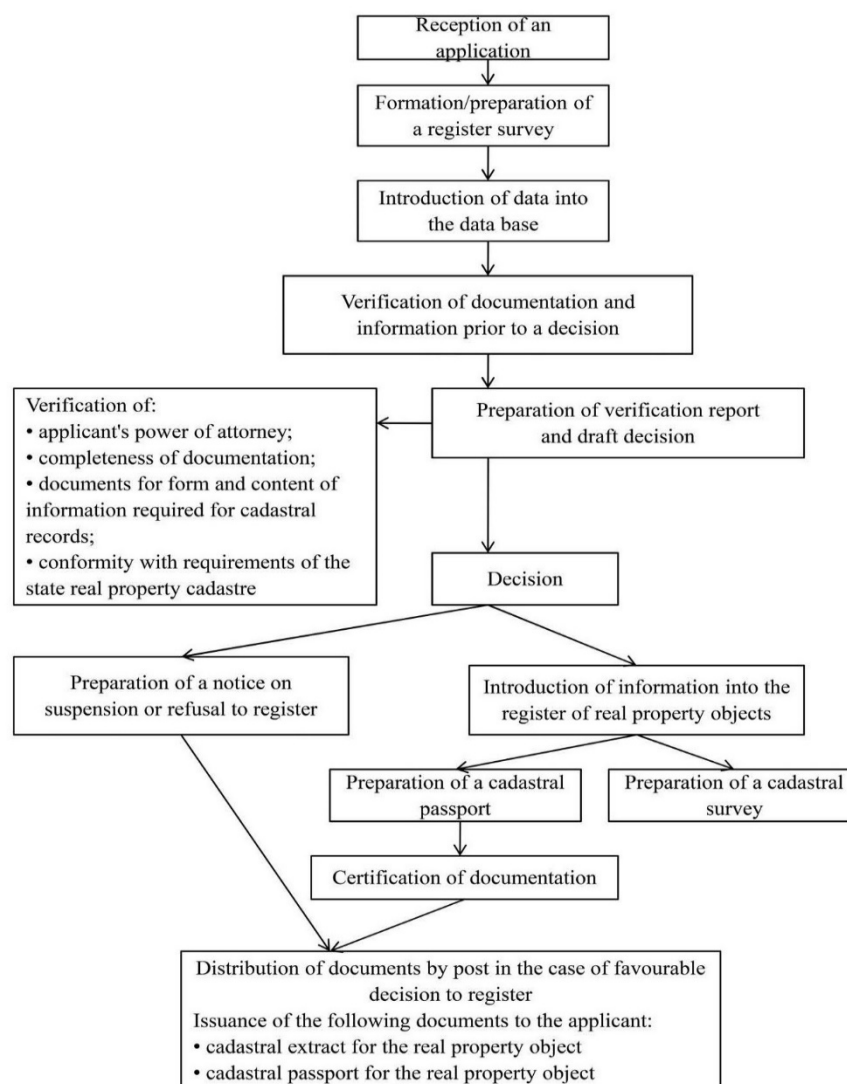 Reception of an
application
Formation/preparation of
a register survey
Introduction of data into
the data base
Verification of documentation and
information prior to a decision
Verification of:
• applicant's power of attorney;
• completeness of documentation;
• documents for form and content of
information required for cadastral
records;
• conformity with requirements of the
state real property cadastre
Preparation of verification report
and draft decision
Decision
Preparation of a notice on
suspension or refusal to register
Introduction of information into the
register of real property objects
Preparation of a cadastral
passport
Preparation of a cadastral
survey
Certification of documentation
Distribution of documents by post in the case of favourable
decision to register
Issuance of the following documents to the applicant:
• cadastral extract for the real property object
• cadastral passport for the real property object